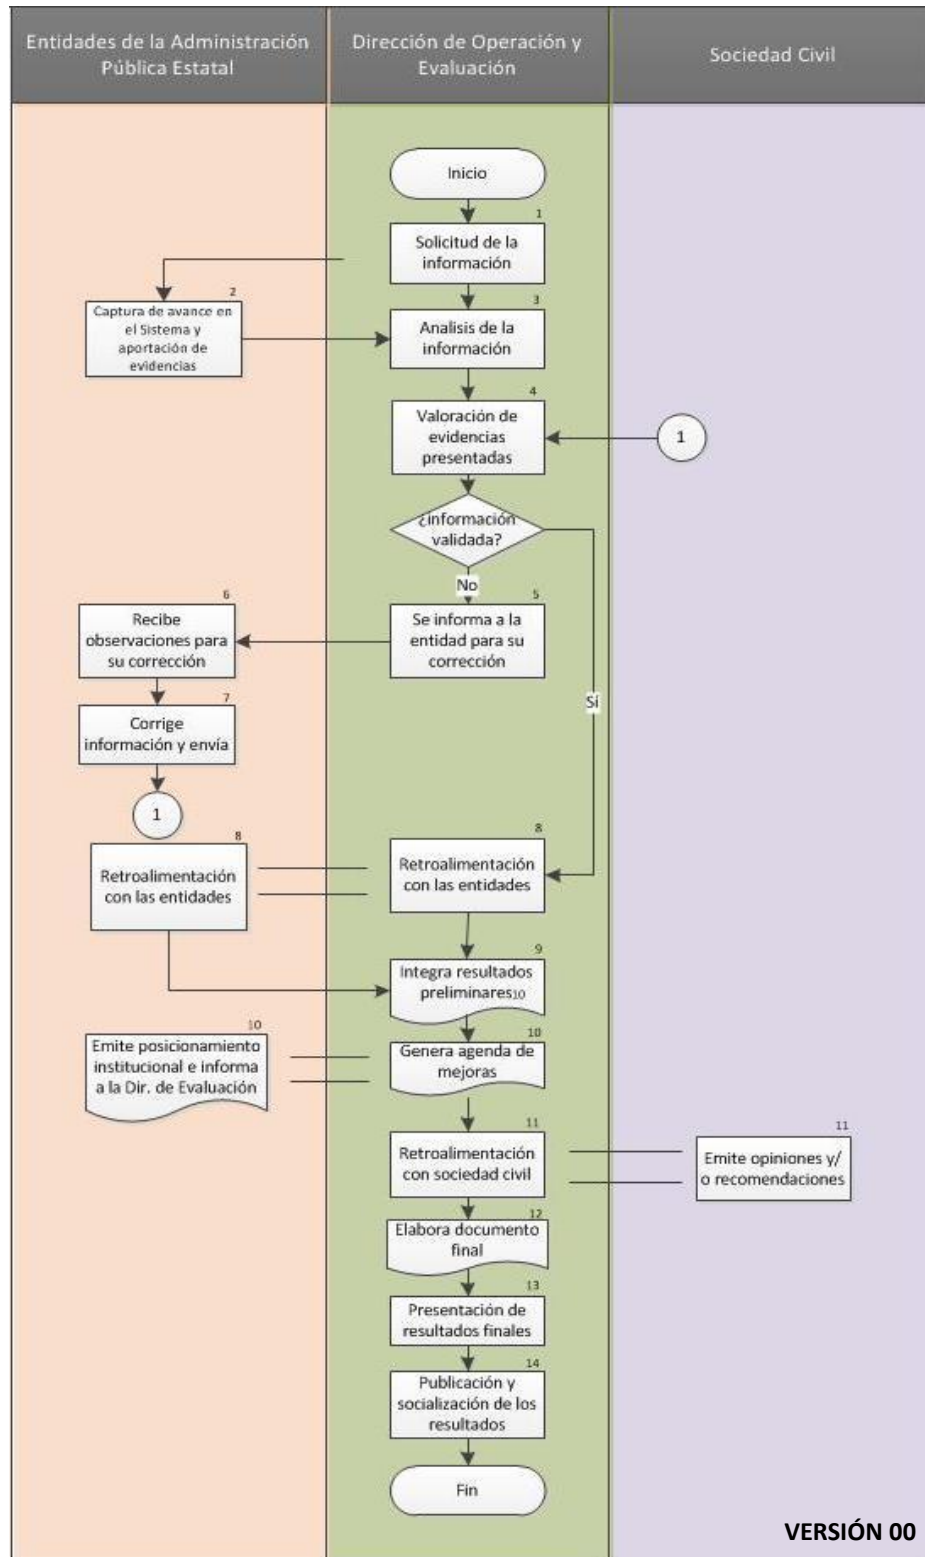 Entidades de la Administración
Pública Estatal
Dirección de Operación y
Evaluación
Sociedad Civil
Inicio
1
Solicitud de la
información
2
Captura de avance en
el Sistema y
aportación de
evidencias
3
Analisis de la
información
4
Valoración de
evidencias
presentadas
1
¿información
validada?
No
Sí
5
Se informa a la
entidad para su
corrección
6
Recibe
observaciones para
su corrección
7
Corrige
información y envía
1
8
Retroalimentación
con las entidades
8
Retroalimentación
con las entidades
9
Integra resultados
preliminares10
10
Emite posicionamiento
institucional e informa
a la Dir. de Evaluación
10
Genera agenda de
mejoras
11
Retroalimentación
con sociedad civil
11
Emite opiniones y/
o recomendaciones
12
Elabora documento
final
13
Presentación de
resultados finales
14
Publicación y
socialización de los
resultados
Fin
VERSIÓN 00